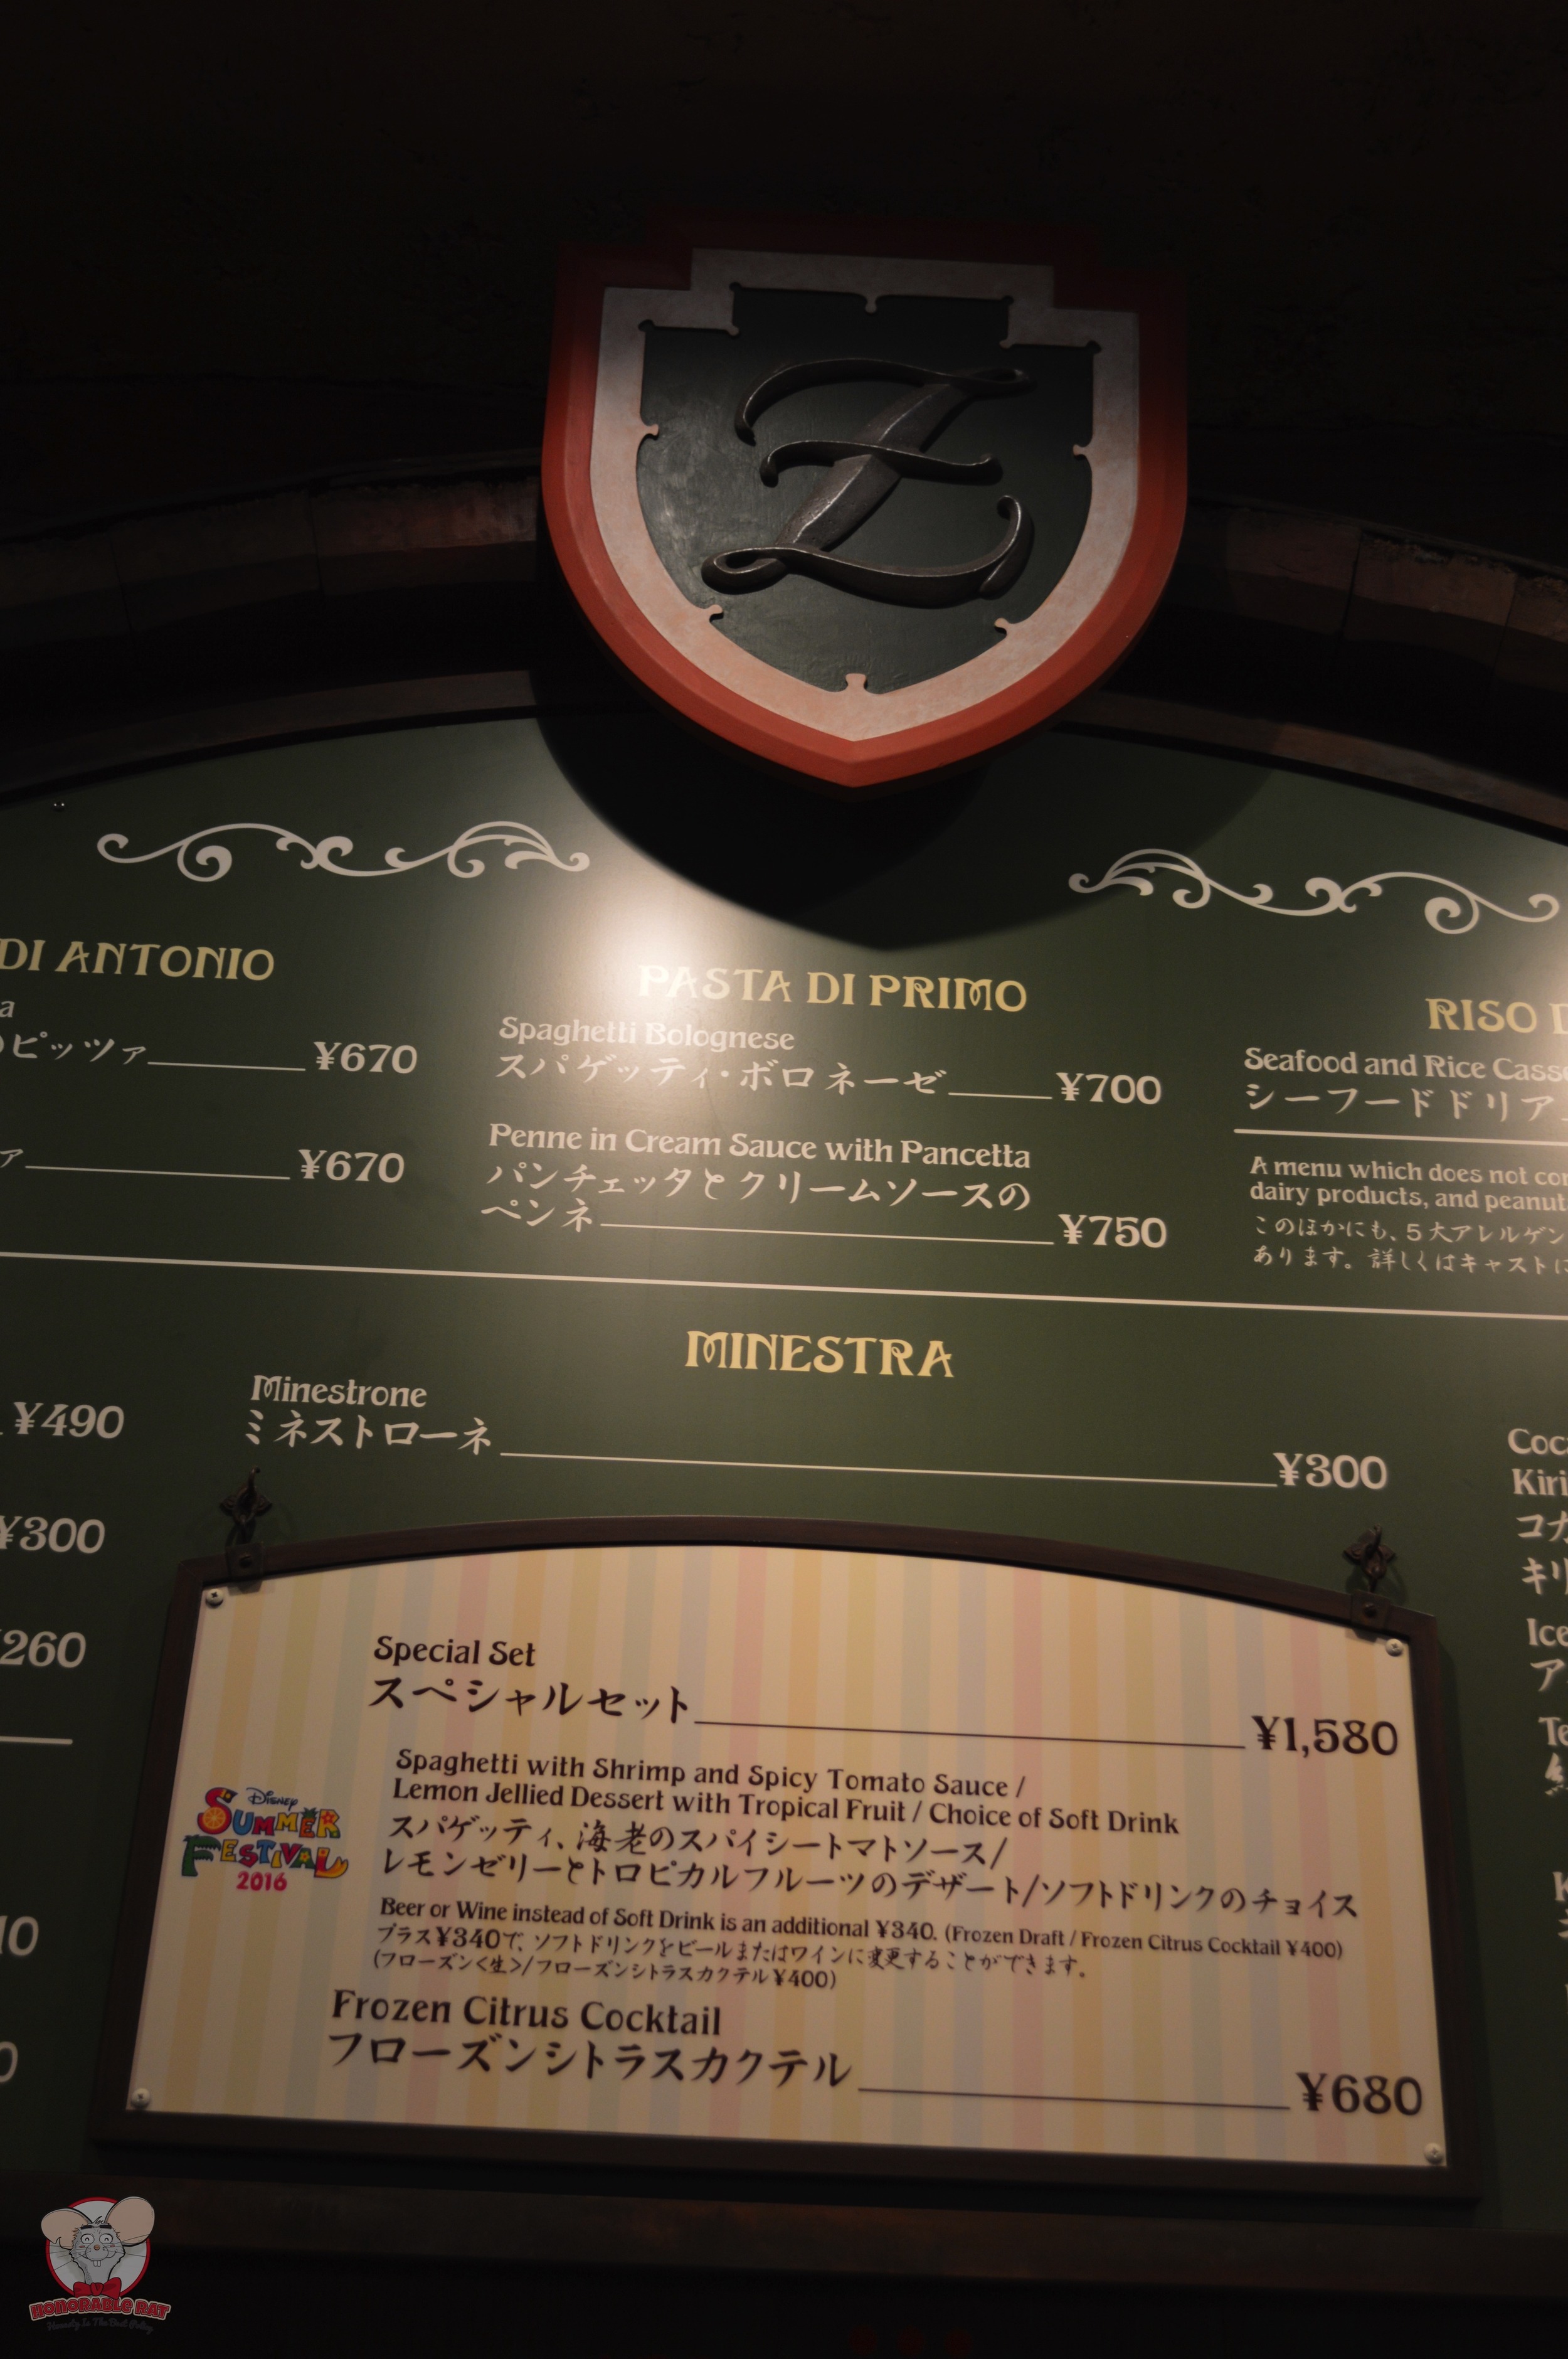 Z
DI ANTONIO
ピッツァ ¥670
ァ ¥670
PASTA DI PRIMO
Spaghetti Bolognese
スパゲッティ・ボロネーゼ ¥700
Penne in Cream Sauce with Pancetta
パンチェッタとクリームソースの
ペンネ ¥750
RISO
Seafood and Rice
シーフードドリア
A menu which does not
dairy products, and
このほかにも、5大アレルゲン
あります。詳しくはキャストに
MINESTRA
Minestrone
ミネストローネ ¥300
¥490
¥300
260
Special Set
スペシャルセット ¥1,580
Spaghetti with Shrimp and Spicy Tomato Sauce /
Lemon Jellied Dessert with Tropical Fruit / Choice of Soft Drink
スパゲッティ、海老のスパイシートマトソース/
レモンゼリーとトロピカルフルーツのデザート/ソフトドリンクのチョイス
Beer or Wine instead of Soft Drink is an additional ¥340. (Frozen Draft / Frozen Citrus Cocktail ¥400)
プラス¥340で、ソフトドリンクをビールまたはワインに変更することができます。
(フローズン<生>/フローズンシトラスカクテル¥400)
Frozen Citrus Cocktail
フローズンシトラスカクテル ¥680
Disney
SUMMER
FESTIVAL
2016
Kiri
キリ
Ice
HONORABLE RAT
Honesty Is The Best Policy